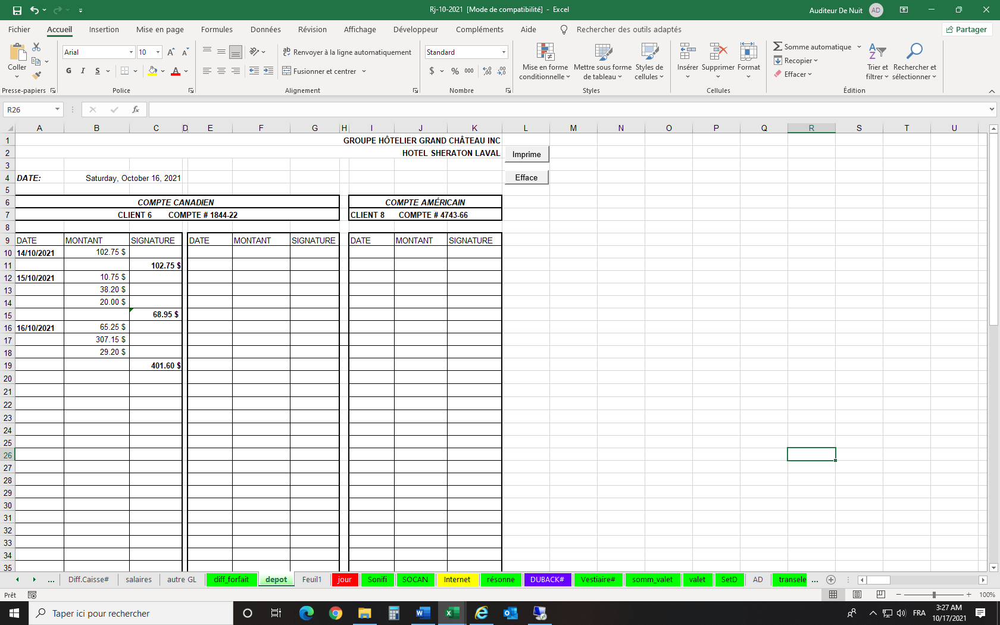 Rj-10-2021 [Mode de compatibilité] - Excel
Auditeur De Nuit AD
Fichier Accueil Insertion Mise en page Formules Données Révision Affichage Développeur Compléments Aide Rechercher des outils adaptés Partager
Coller
Presse-papiers
Arial 10 A A
G I S A
Police
Renvoyer à la ligne automatiquement
Fusionner et centrer
Alignement
Standard
$ % 000
Nombre
Mise en forme conditionnelle
Mettre sous forme de tableau
Styles de cellules
Styles
Insérer Supprimer Format
Cellules
Somme automatique
Recopier
Effacer
Trier et filtrer
Rechercher et sélectionner
Édition
R26 fx
A B C D E F G H I J K L M N O P Q R S T U
1 GROUPE HÔTELIER GRAND CHÂTEAU INC
2 HOTEL SHERATON LAVAL Imprime
3
4 DATE: Saturday, October 16, 2021 Efface
5
6 COMPTE CANADIEN COMPTE AMÉRICAIN
7 CLIENT 6 COMPTE # 1844-22 CLIENT 8 COMPTE # 4743-66
8
9 DATE MONTANT SIGNATURE DATE MONTANT SIGNATURE DATE MONTANT SIGNATURE
10 14/10/2021 102.75 $
11 102.75 $
12 15/10/2021 10.75 $
13 38.20 $
14 20.00 $
15 68.95 $
16 16/10/2021 65.25 $
17 307.15 $
18 29.20 $
19 401.60 $
20
21
22
23
24
25
26
27
28
29
30
31
32
33
34
35
... Diff.Caisse# salaires autre GL diff_forfait depot Feuil1 jour Sonifi SOCAN Internet résonne DUBACK# Vestiaire# somm_valet valet SetD AD transele ...
Prêt 100%
Taper ici pour rechercher
FRA
3:27 AM
10/17/2021